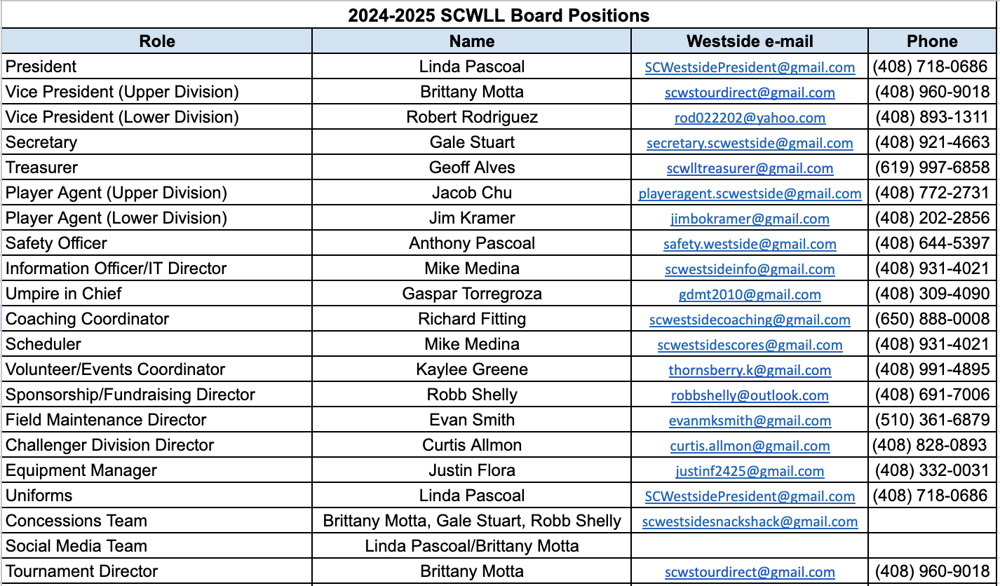 2024-2025 SCWLL Board Positions
Role Name Westside e-mail Phone
President Linda Pascoal SCWestsidePresident@gmail.com (408) 718-0686
Vice President (Upper Division) Brittany Motta scwstourdirect@gmail.com (408) 960-9018
Vice President (Lower Division) Robert Rodriguez rod022202@yahoo.com (408) 893-1311
Secretary Gale Stuart secretary.scwestside@gmail.com (408) 921-4663
Treasurer Geoff Alves scwlltreasurer@gmail.com (619) 997-6858
Player Agent (Upper Division) Jacob Chu playeragent.scwestside@gmail.com (408) 772-2731
Player Agent (Lower Division) Jim Kramer jimbokramer@gmail.com (408) 202-2856
Safety Officer Anthony Pascoal safety.westside@gmail.com (408) 644-5397
Information Officer/IT Director Mike Medina scwestsideinfo@gmail.com (408) 931-4021
Umpire in Chief Gaspar Torregroza gdmt2010@gmail.com (408) 309-4090
Coaching Coordinator Richard Fitting scwestsidecoaching@gmail.com (650) 888-0008
Scheduler Mike Medina scwestsidescores@gmail.com (408) 931-4021
Volunteer/Events Coordinator Kaylee Greene thornsberry.k@gmail.com (408) 991-4895
Sponsorship/Fundraising Director Robb Shelly robbshelly@outlook.com (408) 691-7006
Field Maintenance Director Evan Smith evanmksmith@gmail.com (510) 361-6879
Challenger Division Director Curtis Allmon curtis.allmon@gmail.com (408) 828-0893
Equipment Manager Justin Flora justinf2425@gmail.com (408) 332-0031
Uniforms Linda Pascoal SCWestsidePresident@gmail.com (408) 718-0686
Concessions Team Brittany Motta, Gale Stuart, Robb Shelly scwestsidesnackshack@gmail.com
Social Media Team Linda Pascoal/Brittany Motta
Tournament Director Brittany Motta scwstourdirect@gmail.com (408) 960-9018